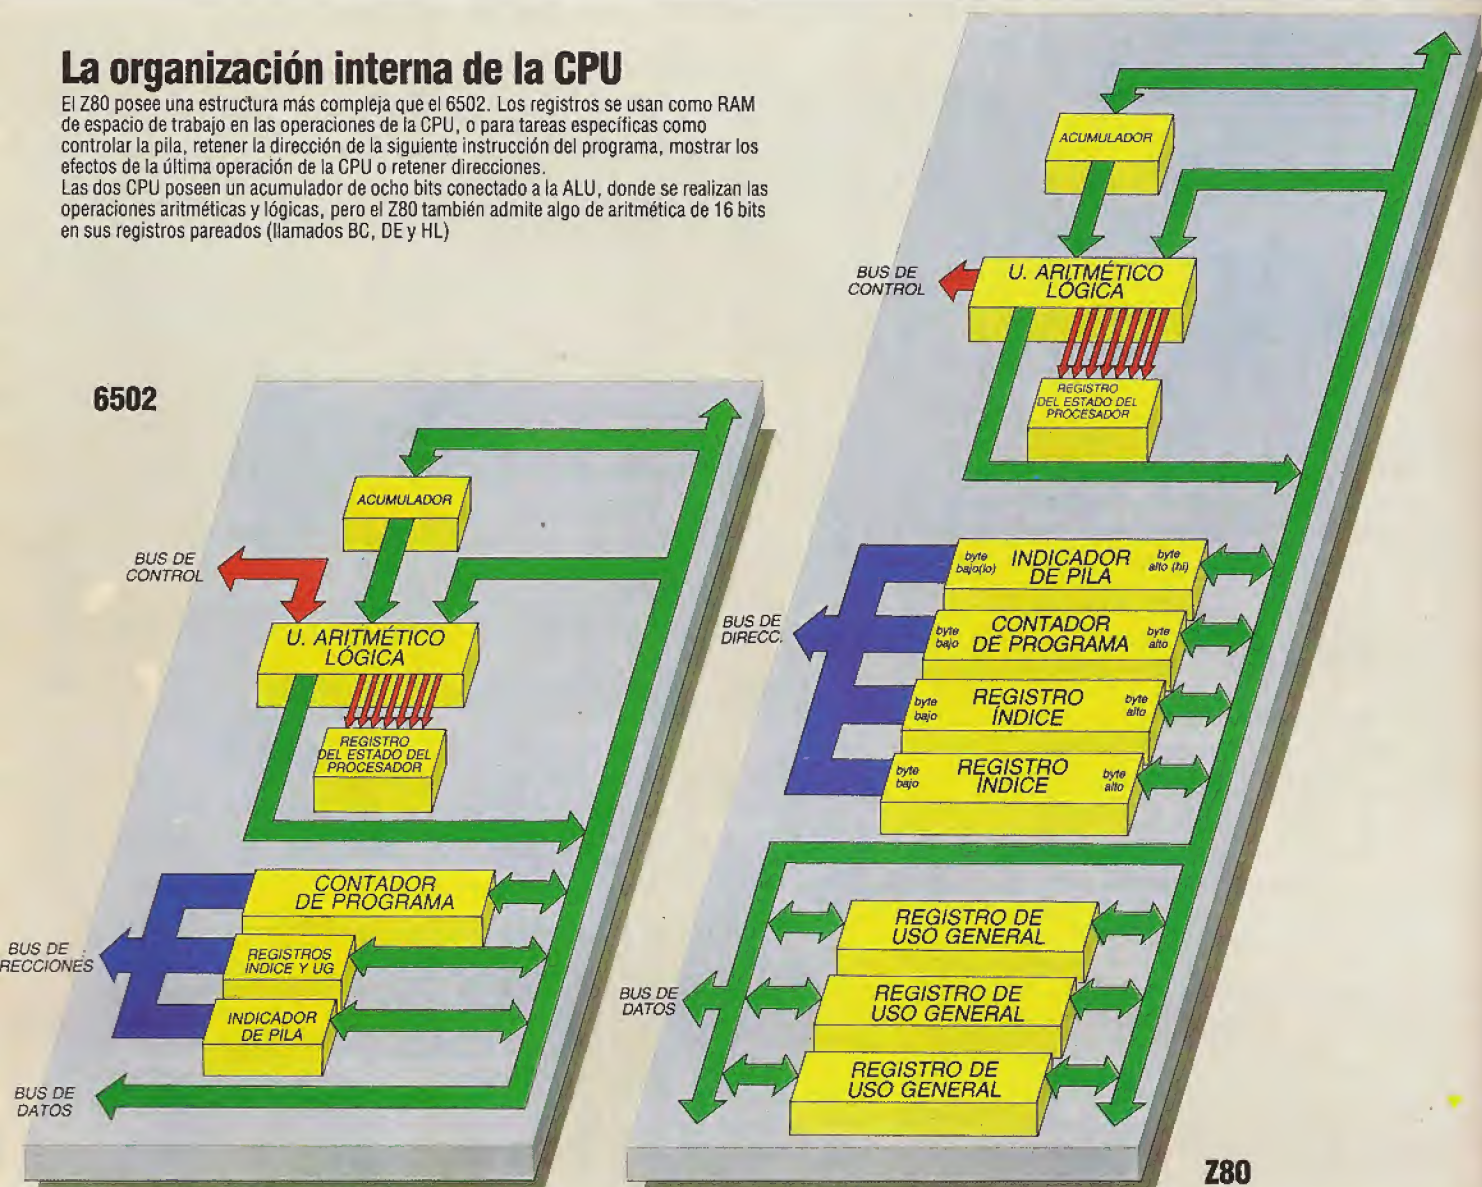 La organización interna de la CPU
El Z80 posee una estructura más compleja que el 6502. Los registros se usan como RAM
de espacio de trabajo en las operaciones de la CPU, o para tareas específicas como
controlar la pila, retener la dirección de la siguiente instrucción del programa, mostrar los
efectos de la última operación de la CPU o retener direcciones.
Las dos CPU poseen un acumulador de ocho bits conectado a la ALU, donde se realizan las
operaciones aritméticas y lógicas, pero el Z80 también admite algo de aritmética de 16 bits
en sus registros pareados (llamados BC, DE y HL)
6502
ACUMULADOR
BUS DE
CONTROL
U. ARITMÉTICO
LÓGICA
REGISTRO
DEL ESTADO DEL
PROCESADOR
CONTADOR
DE PROGRAMA
BUS DE
RECCIONES
REGISTROS
INDICE Y UG
INDICADOR
DE PILA
BUS DE
DATOS
ACUMULADOR
BUS DE
CONTROL
U. ARITMÉTICO
LÓGICA
REGISTRO
DEL ESTADO DEL
PROCESADOR
byte
bajo(lo)
INDICADOR
DE PILA
byte
alto (hi)
BUS DE
DIRECC.
byte
bajo
CONTADOR
DE PROGRAMA
byte
alto
byte
bajo
REGISTRO
ÍNDICE
byte
alto
byte
bajo
REGISTRO
ÍNDICE
byte
alto
REGISTRO DE
USO GENERAL
BUS DE
DATOS
REGISTRO DE
USO GENERAL
REGISTRO DE
USO GENERAL
Z80